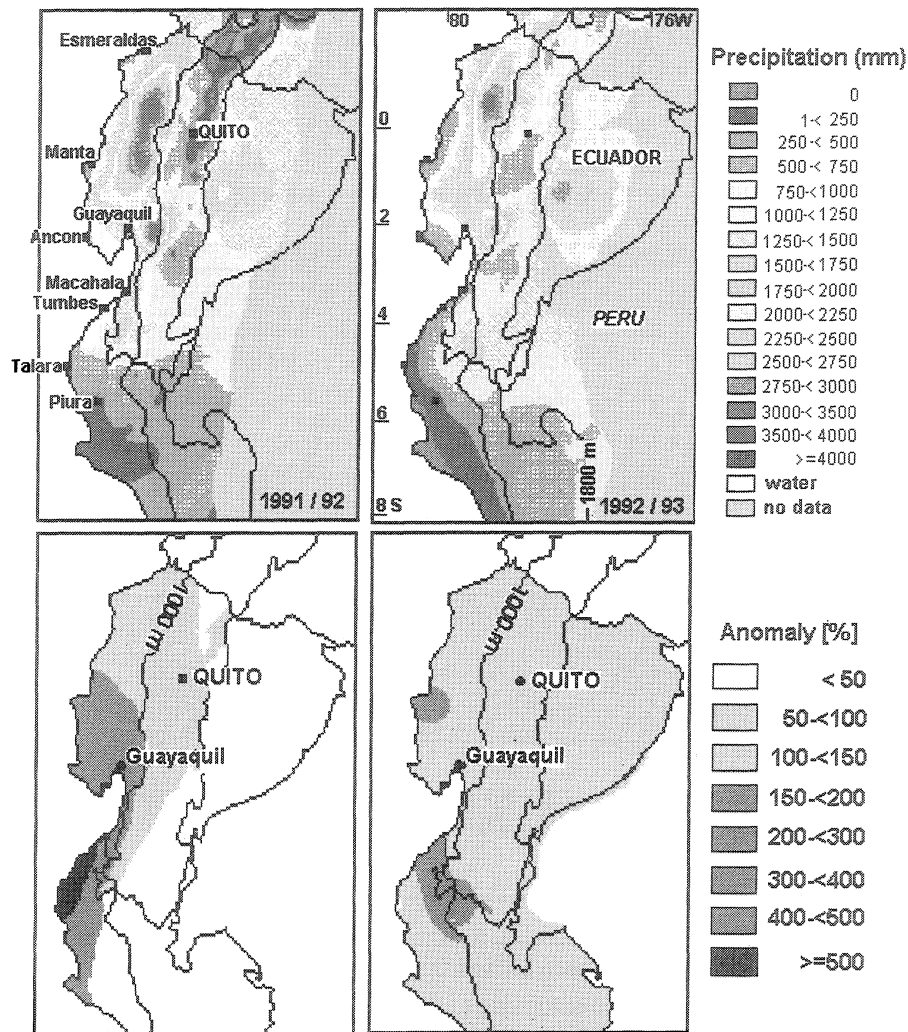 80
76W
Esmeraldas
Precipitation (mm)
0
1-< 250
250-< 500
500-< 750
750-<1000
1000-< 1250
1250-< 1500
1500-< 1750
1750-< 2000
2000-< 2250
2250-< 2500
2500-< 2750
2750-< 3000
3000-< 3500
3500-< 4000
>=4000
water
no data
QUITO
0
ECUADOR
Manta
Guayaquil
Ancon
2
Macahala
Tumbes
4
PERU
Talara
Piura
6
1991 / 92
8 S
1800 m
1992 / 93
1000 m
QUITO
Guayaquil
1000 m
QUITO
Guayaquil
Anomaly [%]
< 50
50-<100
100-<150
150-<200
200-<300
300-<400
400-<500
>=500